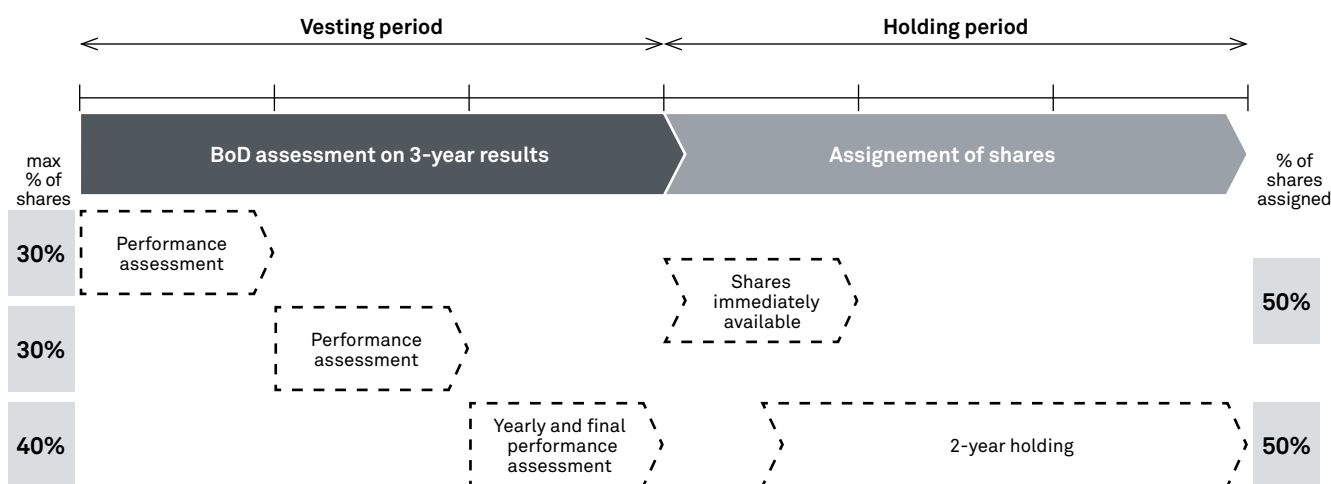 Vesting period
Holding period
max
% of
shares
BoD assessment on 3-year results
Assignement of shares
% of
shares
assigned
30%
Performance
assessment
Shares
immediately
available
50%
30%
Performance
assessment
40%
Yearly and final
performance
assessment
2-year holding
50%